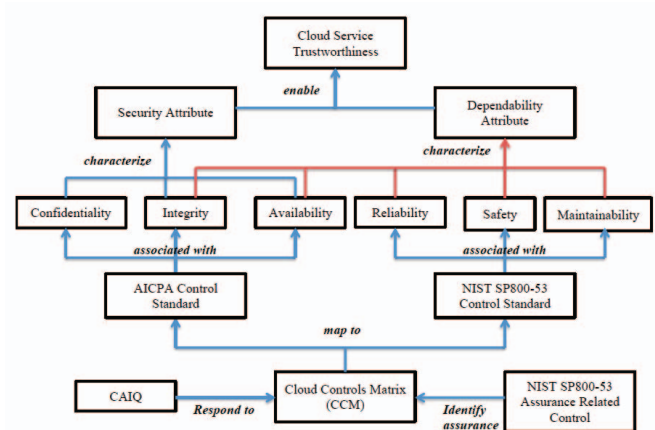 Cloud Service
Trustworthiness
enable
Security Attribute
Dependability
Attribute
characterize
characterize
Confidentiality
Integrity
Availability
Reliability
Safety
Maintainability
associated with
associated with
AICPA Control
Standard
NIST SP800-53
Control Standard
map to
CAIQ
Respond to
Cloud Controls Matrix
(CCM)
Identify
assurance
NIST SP800-53
Assurance Related
Control